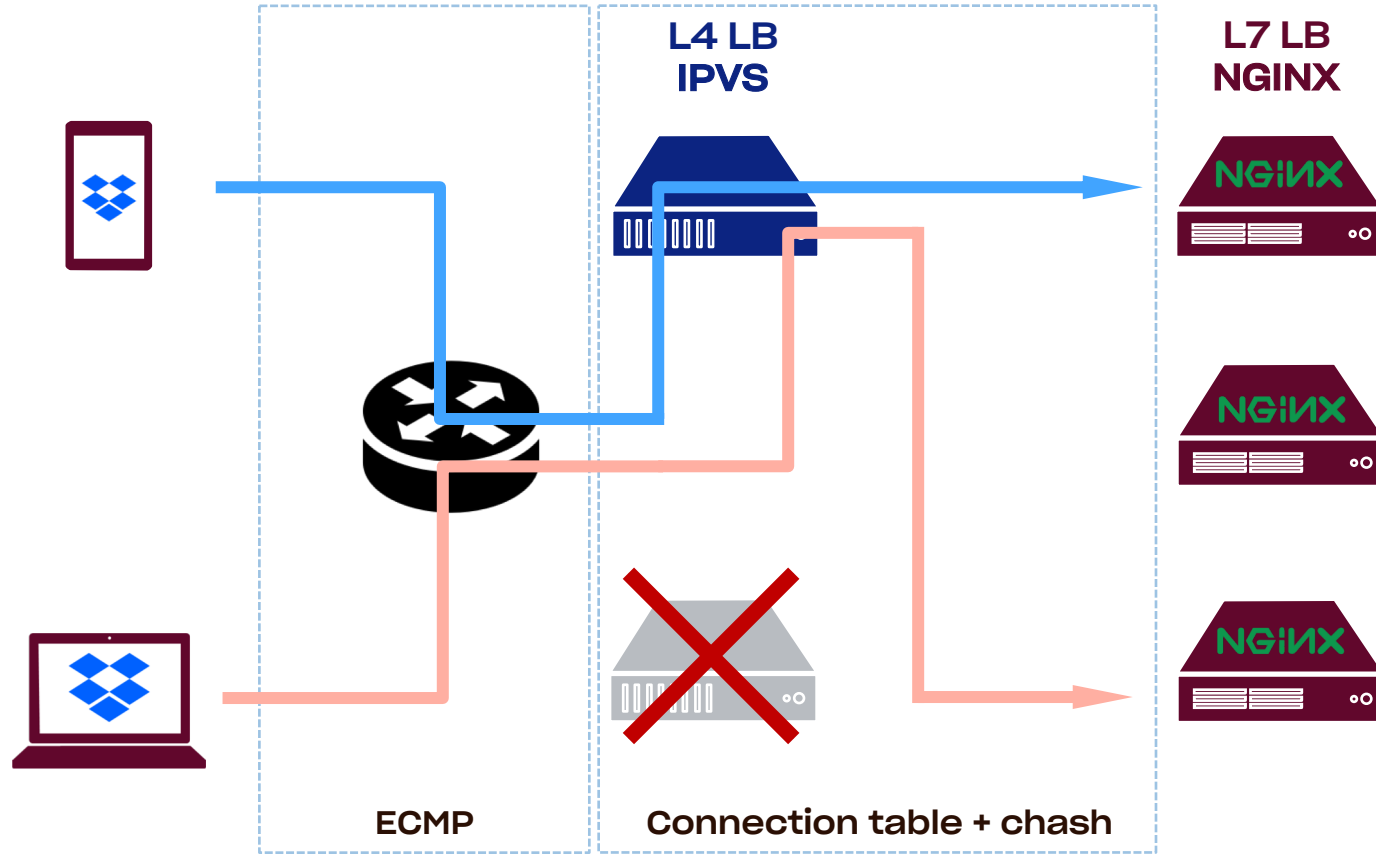 L4 LB
IPVS
L7 LB
NGINX
NGINX
NGINX
NGINX
ECMP
Connection table + chash